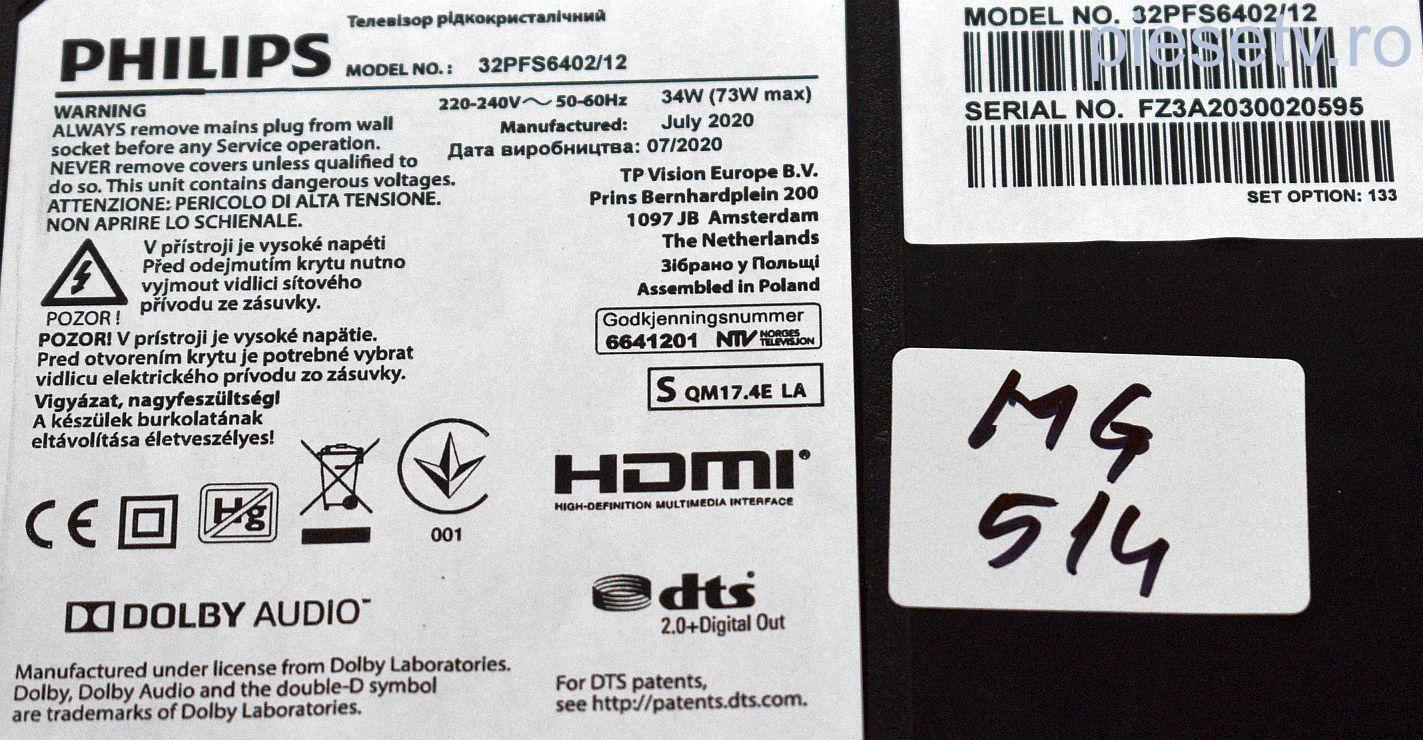 Телевізор рідкокристалічний
PHILIPS MODEL NO.: 32PFS6402/12
WARNING
ALWAYS remove mains plug from wall
socket before any Service operation.
NEVER remove covers unless qualified to
do so. This unit contains dangerous voltages.
ATTENZIONE: PERICOLO DI ALTA TENSIONE.
NON APRIRE LO SCHIENALE.
V přístroji je vysoké napéti
Před odejmutím krytu nutno
vyjmout vidlici síťového
přívodu ze zásuvky.
POZOR !
POZOR! V prístroji je vysoké napätie.
Pred otvorením krytu je potrebné vybrat
vidlicu elektrického prívodu zo zásuvky.
Vigyázat, nagyfeszültség!
A készülek burkolatának
eltávolítása életveszélyes!
220-240V~ 50-60Hz 34W (73W max)
Manufactured: July 2020
Дата виробництва: 07/2020
TP Vision Europe B.V.
Prins Bernhardplein 200
1097 JB Amsterdam
The Netherlands
Зібрано у Польщі
Assembled in Poland
Godkjenningsnummer
6641201 NTV NORGES
TELEVISJON
S QM17.4E LA
CE
Hg
001
HDMI
HIGH-DEFINITION MULTIMEDIA INTERFACE
DOLBY AUDIO™
dts
2.0+Digital Out
Manufactured under license from Dolby Laboratories.
Dolby, Dolby Audio and the double-D symbol
are trademarks of Dolby Laboratories.
For DTS patents,
see http://patents.dts.com.
MODEL NO. 32PFS6402/12
piesetv.ro
SERIAL NO. FZ3A2030020595
SET OPTION: 133
MG
514